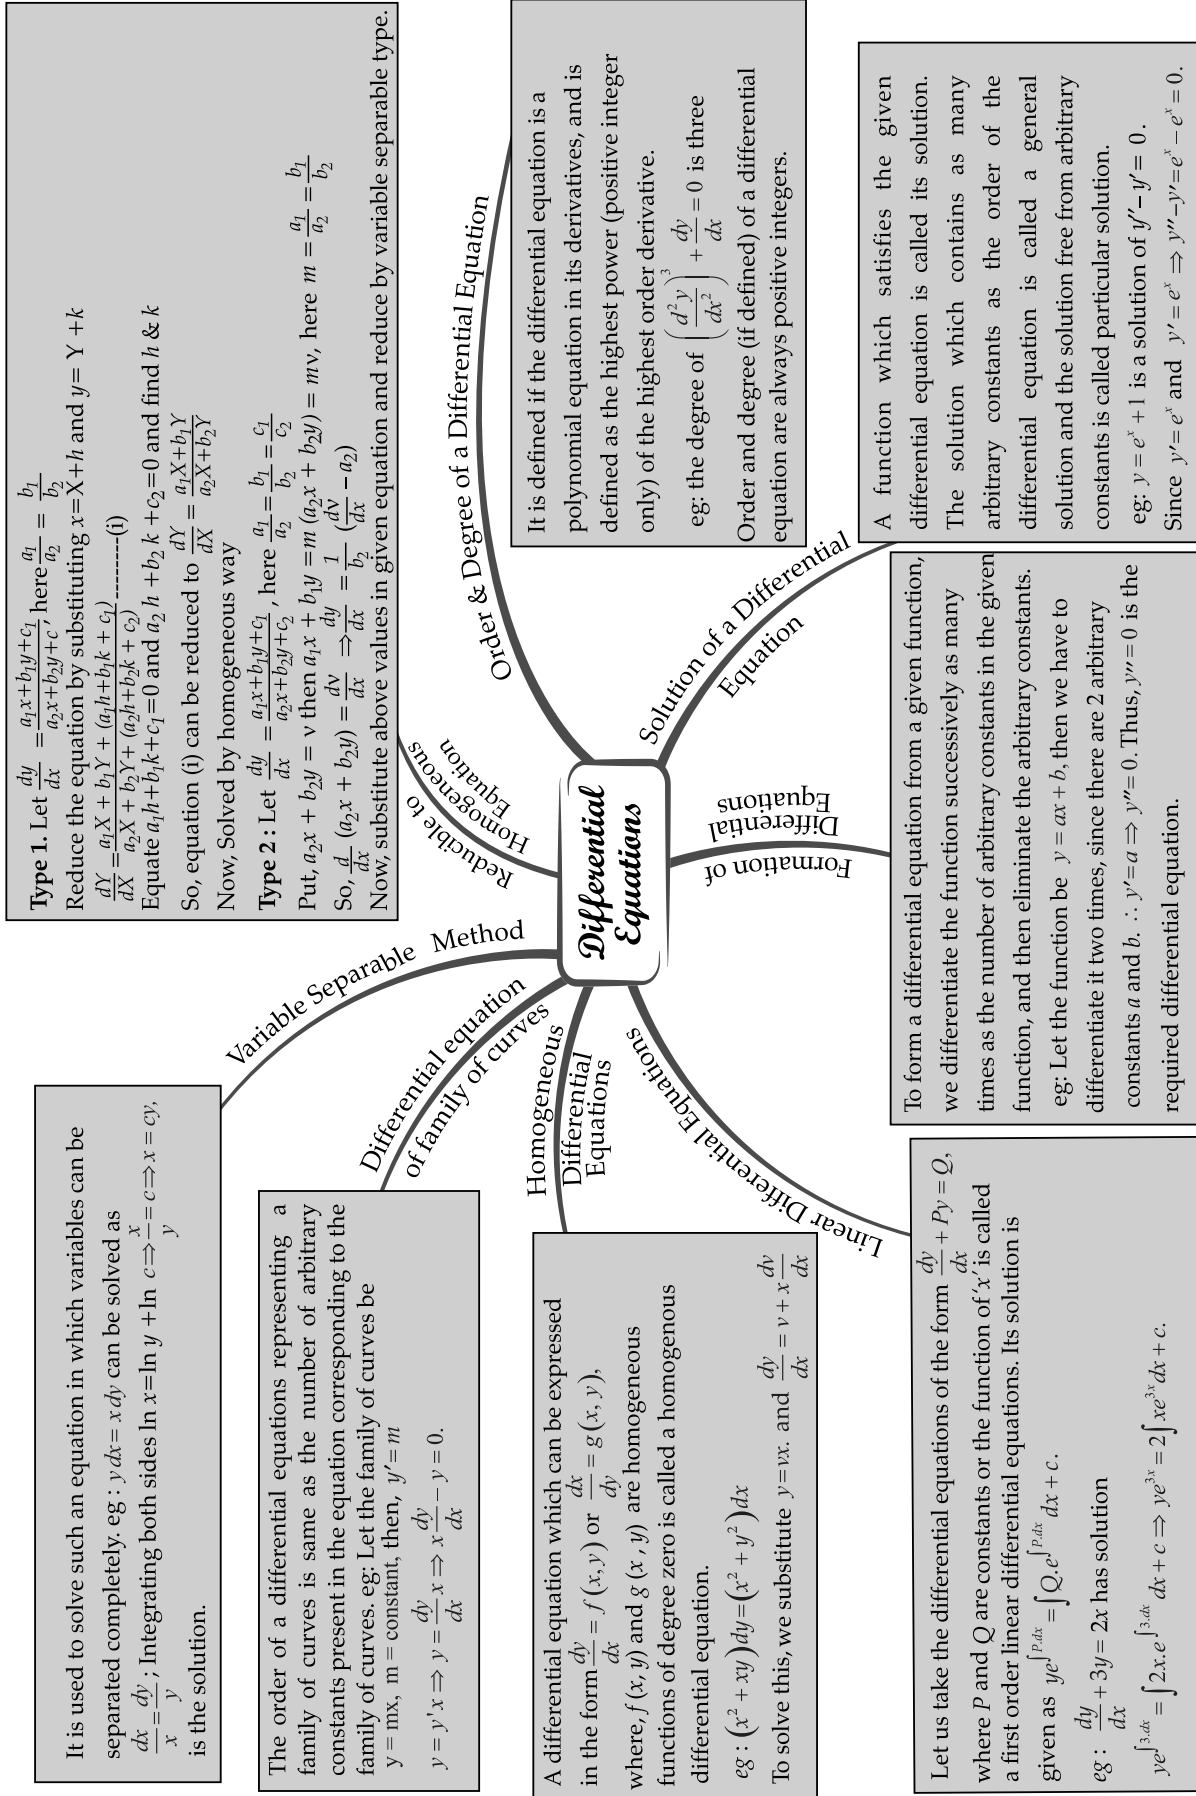 Differential
Equations
Order & Degree of a Differential Equation
It is defined if the differential equation is a
polynomial equation in its derivatives, and is
defined as the highest power (positive integer
only) of the highest order derivative.
eg: the degree of (d²y/dx²)³ + dy/dx = 0 is three
Order and degree (if defined) of a differential
equation are always positive integers.
Solution of a Differential
Equation
A function which satisfies the given
differential equation is called its solution.
The solution which contains as many
arbitrary constants as the order of the
differential equation is called a general
solution and the solution free from arbitrary
constants is called particular solution.
eg: y = eˣ + 1 is a solution of y'' – y' = 0.
Since y' = eˣ and y' = eˣ ⇒ y'' – y' = eˣ – eˣ = 0.
Formation of
Differential
Equations
To form a differential equation from a given function,
we differentiate the function successively as many
times as the number of arbitrary constants in the given
function, and then eliminate the arbitrary constants.
eg: Let the function be y = ax + b, then we have to
differentiate it two times, since there are 2 arbitrary
constants a and b. ∴ y' = a ⇒ y'' = 0. Thus, y'' = 0 is the
required differential equation.
Linear Differential Equations
Let us take the differential equations of the form dy/dx + Py = Q,
where P and Q are constants or the function of 'x' is called
a first order linear differential equations. Its solution is
given as ye^∫P.dx = ∫Q.e^∫P.dx dx + c.
eg : dy/dx + 3y = 2x has solution
ye^∫3.dx = ∫2x.e^∫3.dx dx + c ⇒ ye³ˣ = 2∫xe³ˣ dx + c.
Homogeneous
Differential
Equations
A differential equation which can be expressed
in the form dy/dx = f (x, y) or dx/dy = g (x, y),
where, f (x, y) and g (x , y) are homogeneous
functions of degree zero is called a homogenous
differential equation.
eg : (x² + xy)dy = (x² + y²)dx
To solve this, we substitute y = vx. and dy/dx = v + x dv/dx
Differential equation
of family of curves
The order of a differential equations representing a
family of curves is same as the number of arbitrary
constants present in the equation corresponding to the
family of curves. eg: Let the family of curves be
y = mx, m = constant, then, y' = m
y = y'x ⇒ y = dy/dx x ⇒ x dy/dx – y = 0.
Variable Separable Method
It is used to solve such an equation in which variables can be
separated completely. eg : y dx = x dy can be solved as
dx/x = dy/y ; Integrating both sides ln x = ln y + ln c ⇒ x/y = c ⇒ x = cy,
is the solution.
Reducible to
Homogeneous
Equation
Type 1. Let dy/dx = a₁x+b₁y+c₁/a₂x+b₂y+c', here a₁/a₂ = b₁/b₂
Reduce the equation by substituting x=X+h and y= Y +k
dY/dX = a₁X + b₁Y + (a₁h+b₁k + c₁)/a₂X + b₂Y+ (a₂h+b₂k + c₂) ---------(i)
Equate a₁h+b₁k+c₁=0 and a₂ h +b₂ k +c₂=0 and find h & k
So, equation (i) can be reduced to dY/dX = a₁X+b₁Y/a₂X+b₂Y
Now, Solved by homogeneous way
Type 2 : Let dy/dx = a₁x+b₁y+c₁/a₂x+b₂y+c₂, here a₁/a₂ = b₁/b₂ = c₁/c₂
Put, a₂x + b₂y = v then a₁x + b₁y = m (a₂x + b₂y) = mv, here m = a₁/a₂ = b₁/b₂
So, d/dx (a₂x + b₂y) = dv/dx ⇒ dy/dx = 1/b₂ (dv/dx – a₂)
Now, substitute above values in given equation and reduce by variable separable type.